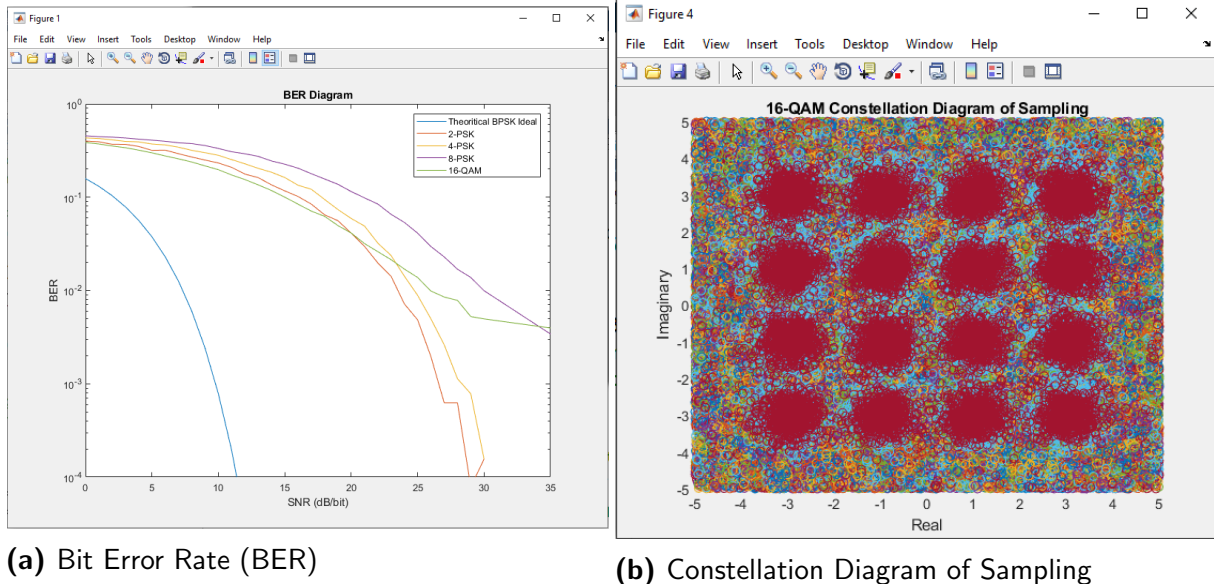 Figure 1
File Edit View Insert Tools Desktop Window Help
BER Diagram
Theoritical BPSK Ideal
2-PSK
4-PSK
8-PSK
16-QAM
10^0
10^-1
10^-2
10^-3
10^-4
BER
0 5 10 15 20 25 30 35
SNR (dB/bit)
(a) Bit Error Rate (BER)
Figure 4
File Edit View Insert Tools Desktop Window Help
16-QAM Constellation Diagram of Sampling
5
4
3
2
1
0
-1
-2
-3
-4
-5
Imaginary
-5 -4 -3 -2 -1 0 1 2 3 4 5
Real
(b) Constellation Diagram of Sampling